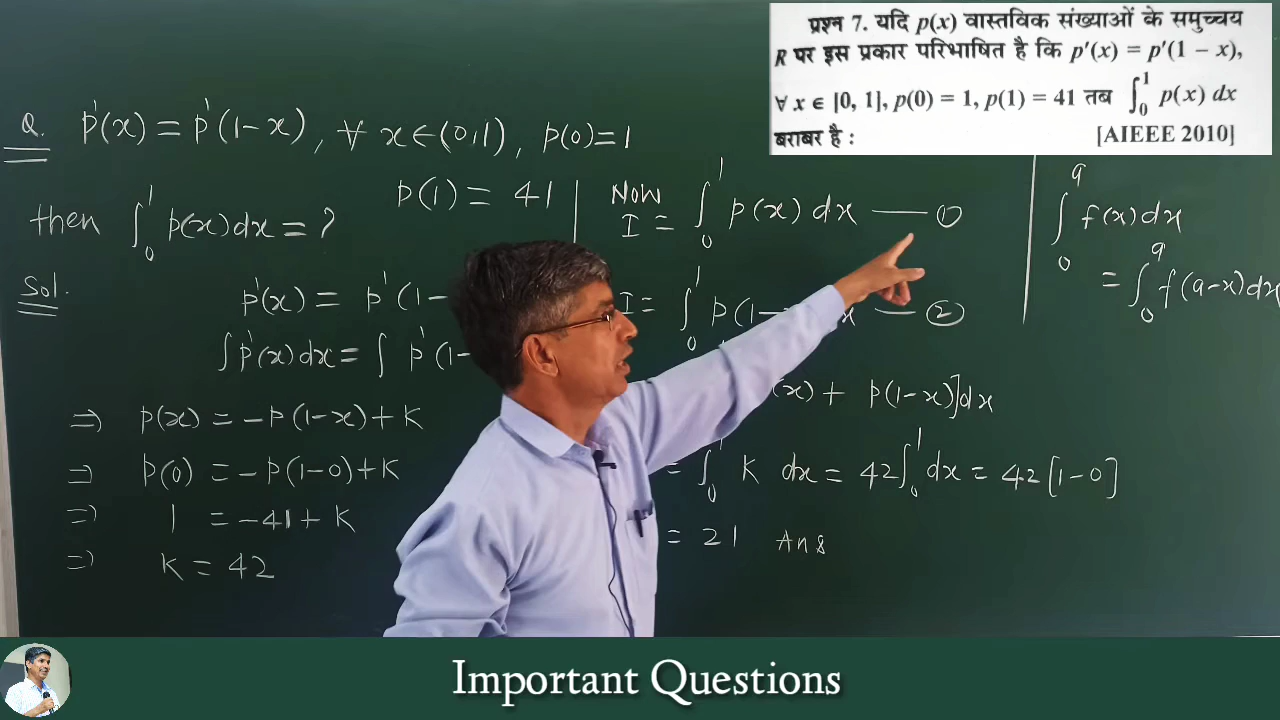 प्रश्न 7. यदि p(x) वास्तविक संख्याओं के समुच्चय
R पर इस प्रकार परिभाषित है कि p′(x) = p′(1 − x),
∀ x ∈ [0, 1], p(0) = 1, p(1) = 41 तब ∫₀¹ p(x) dx
बराबर है : [AIEEE 2010]
Q. p'(x) = p'(1-x), ∀ x ∈ (0,1), p(0)=1
p(1) = 41
then ∫₀¹ p(x)dx = ?
Sol. p'(x) = p'(1-
∫p'(x)dx = ∫ p'(1-
⇒ p(x) = -p(1-x) + K
⇒ p(0) = -p(1-0) + K
⇒ 1 = -41 + K
⇒ K = 42
Now
I = ∫₀¹ p(x) dx — ①
I = ∫₀¹ p(1- x — ②
(x) + p(1-x)]dx
= ∫₀¹ K dx = 42∫₀¹ dx = 42[1-0]
= 21 Ans
∫₀ᵃ f(x)dx
= ∫₀ᵃ f(a-x)dx
Important Questions